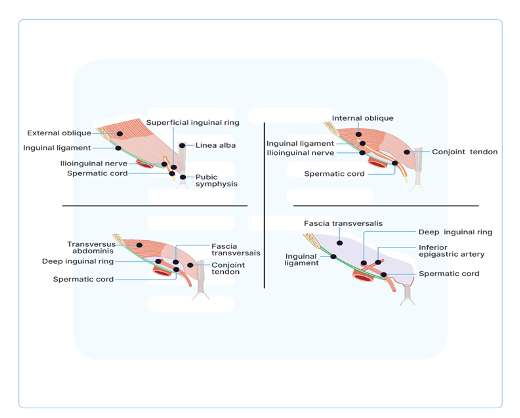 Superficial inguinal ring
External oblique
Linea alba
Inguinal ligament
Ilioinguinal nerve
Spermatic cord
Pubic
symphysis
Internal oblique
Inguinal ligament
Ilioinguinal nerve
Conjoint tendon
Spermatic cord
Transversus
abdominis
Fascia
transversais
Deep inguinal ring
Conjoint
tendon
Spermatic cord
Fascia transversalis
Deep inguinal ring
Inferior
epigastric artery
Inguinal
ligament
Spermatic cord